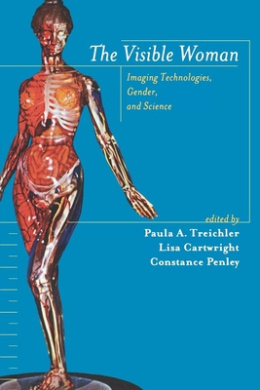 The Visible Woman
Imaging Technologies,
Gender,
and Science
edited by
Paula A. Treichler
Lisa Cartwright
Constance Penley